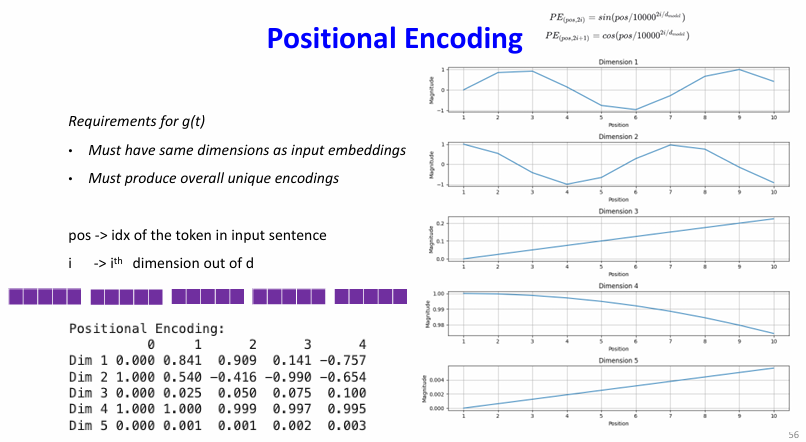 Positional Encoding
PE(pos,2i) = sin(pos/10000^{2i/d_model})
PE(pos,2i+1) = cos(pos/10000^{2i/d_model})
Requirements for g(t)
• Must have same dimensions as input embeddings
• Must produce overall unique encodings
pos -> idx of the token in input sentence
i -> iᵗʰ dimension out of d
Positional Encoding:
0 1 2 3 4
Dim 1 0.000 0.841 0.909 0.141 −0.757
Dim 2 1.000 0.540 −0.416 −0.990 −0.654
Dim 3 0.000 0.025 0.050 0.075 0.100
Dim 4 1.000 1.000 0.999 0.997 0.995
Dim 5 0.000 0.001 0.001 0.002 0.003
Dimension 1
Magnitude
1
0
−1
1 2 3 4 5 6 7 8 9 10
Position
Dimension 2
Magnitude
1
0
−1
1 2 3 4 5 6 7 8 9 10
Position
Dimension 3
Magnitude
0.2
0.1
0.0
1 2 3 4 5 6 7 8 9 10
Position
Dimension 4
Magnitude
1.00
0.99
0.98
1 2 3 4 5 6 7 8 9 10
Position
Dimension 5
Magnitude
0.004
0.002
0.000
1 2 3 4 5 6 7 8 9 10
Position
56